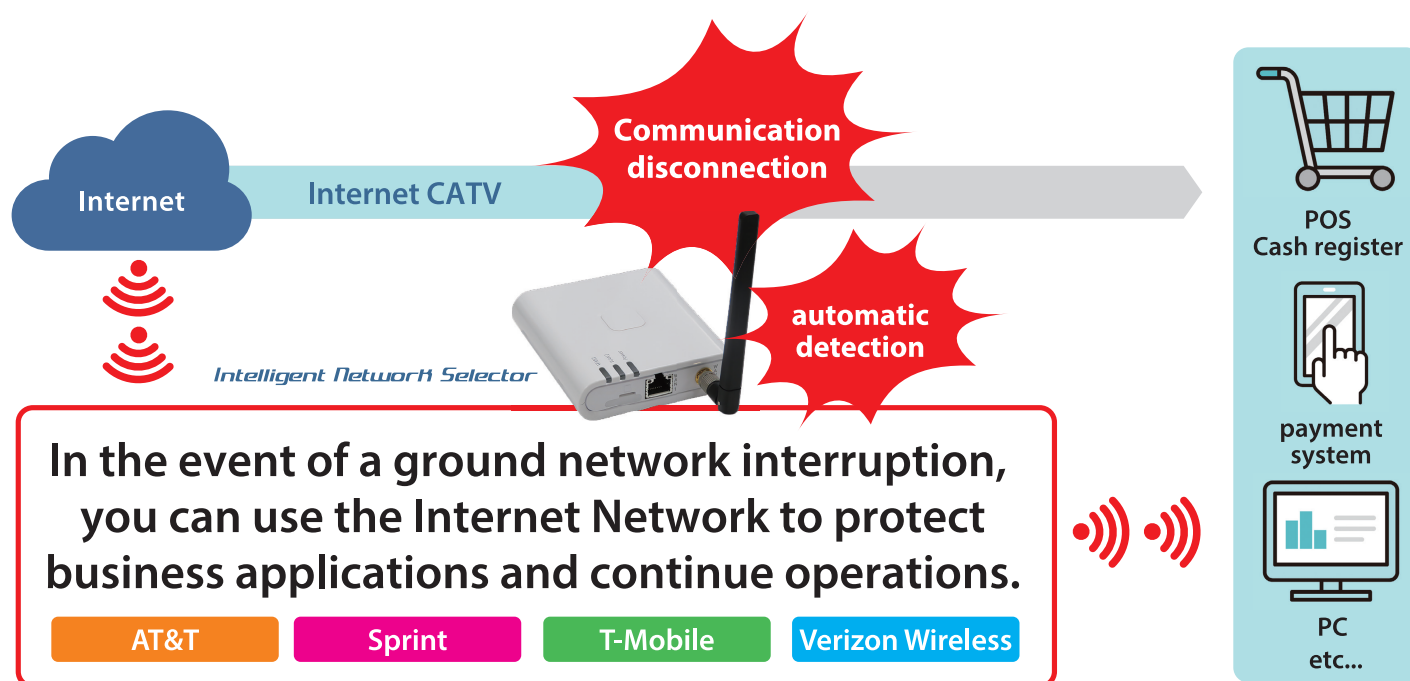 Communication
disconnection
Internet
Internet CATV
automatic
detection
Intelligent Network Selector
In the event of a ground network interruption,
you can use the Internet Network to protect
business applications and continue operations.
AT&T
Sprint
T-Mobile
Verizon Wireless
POS
Cash register
payment
system
PC
etc...